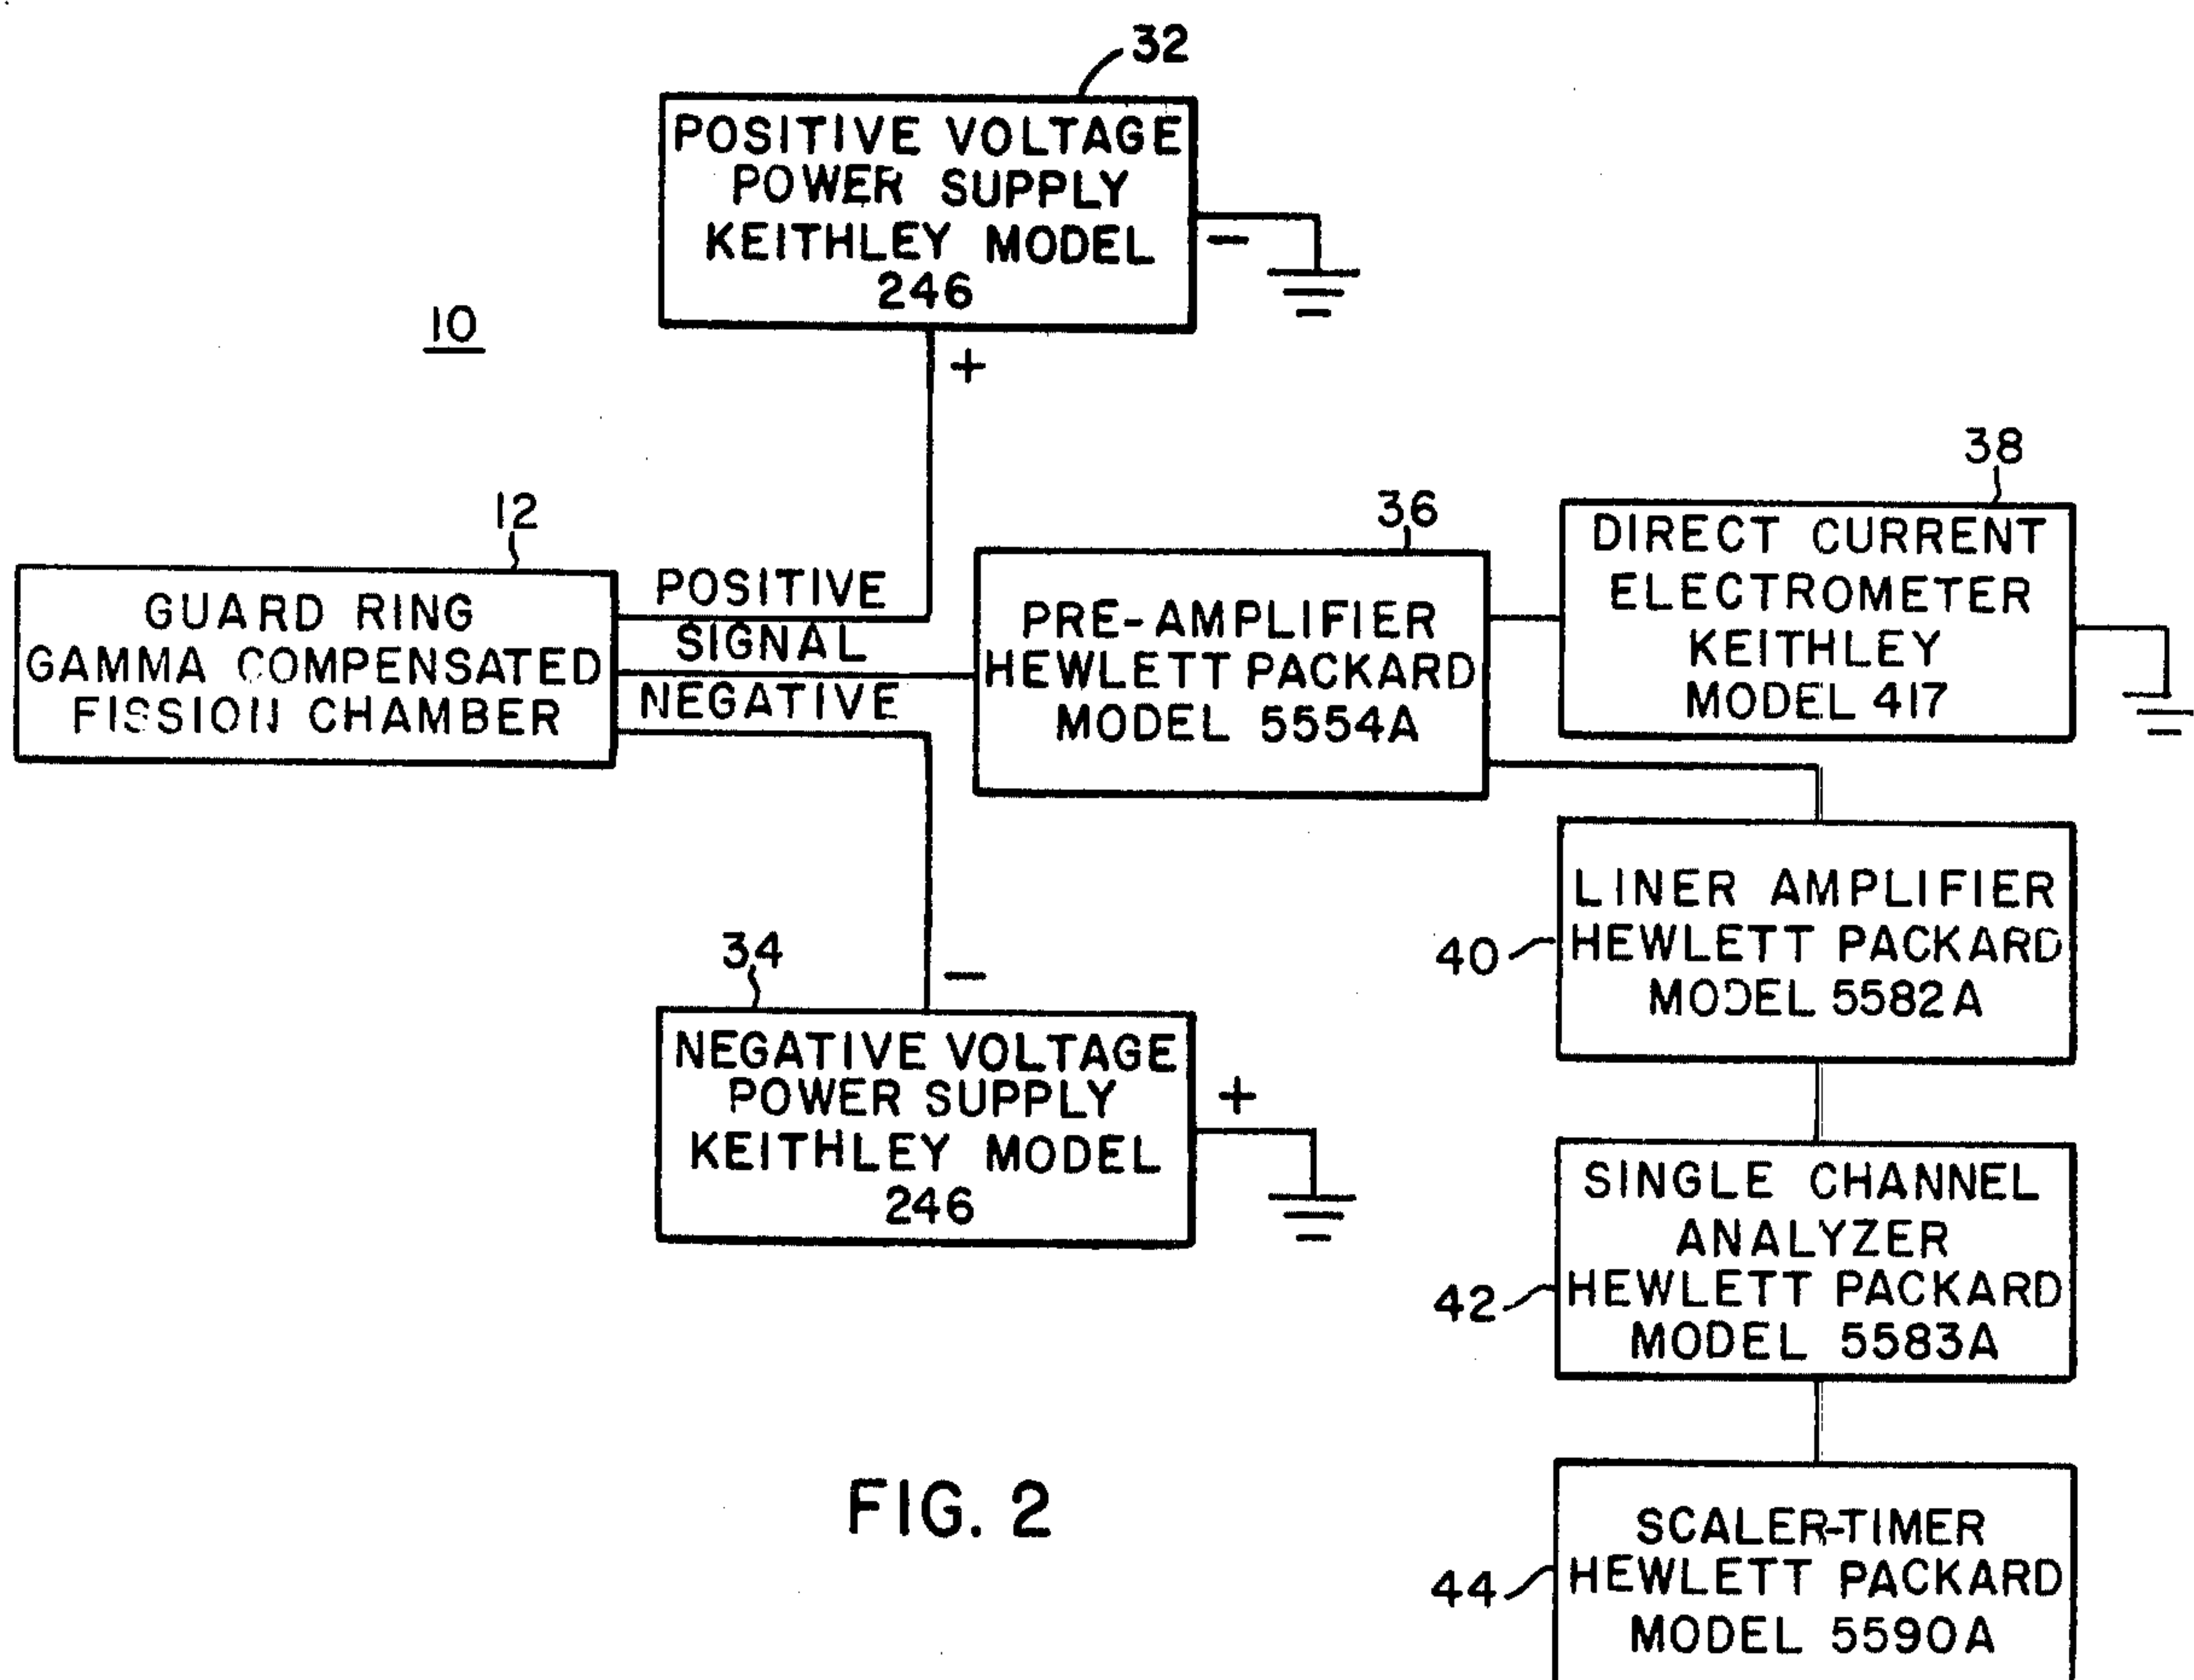 32
POSITIVE VOLTAGE
POWER SUPPLY
KEITHLEY MODEL
246
−
+
10
12
GUARD RING
GAMMA COMPENSATED
FISSION CHAMBER
POSITIVE
SIGNAL
NEGATIVE
36
PRE-AMPLIFIER
HEWLETT PACKARD
MODEL 5554A
38
DIRECT CURRENT
ELECTROMETER
KEITHLEY
MODEL 417
34
−
NEGATIVE VOLTAGE
POWER SUPPLY
KEITHLEY MODEL
246
+
40
LINER AMPLIFIER
HEWLETT PACKARD
MODEL 5582A
42
SINGLE CHANNEL
ANALYZER
HEWLETT PACKARD
MODEL 5583A
44
SCALER-TIMER
HEWLETT PACKARD
MODEL 5590A
FIG. 2